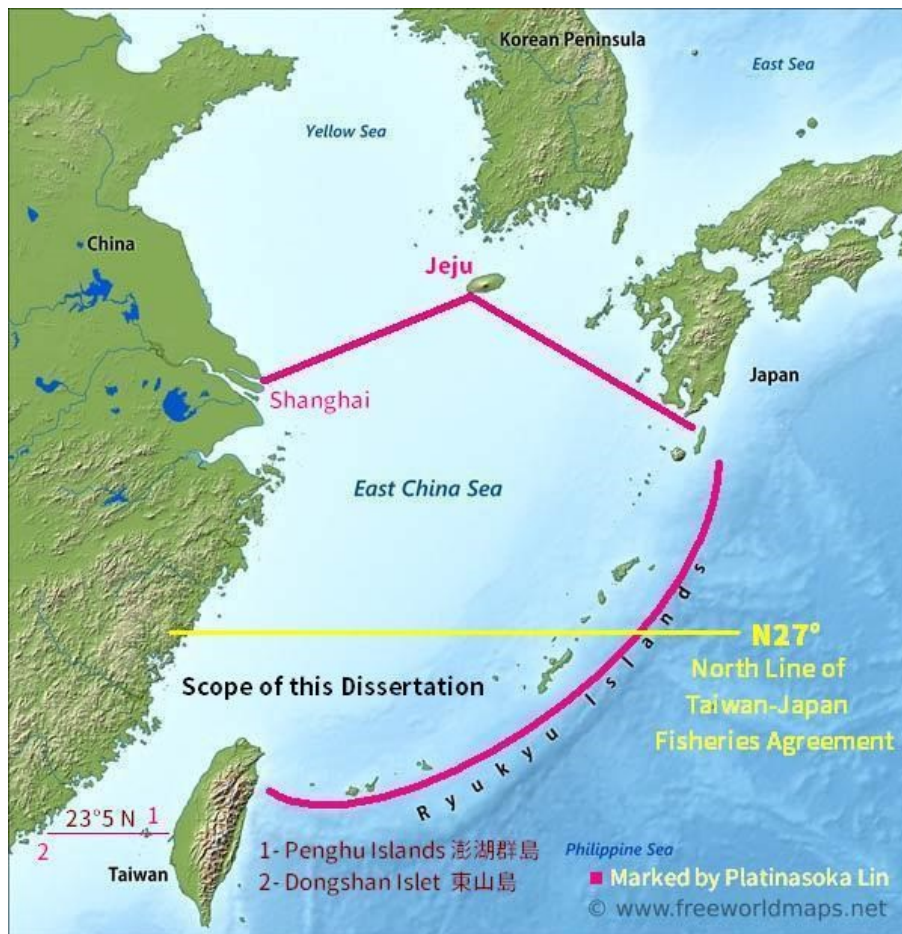 Korean Peninsula
East Sea
Yellow Sea
China
Jeju
Japan
Shanghai
East China Sea
N27°
North Line of
Taiwan-Japan
Fisheries Agreement
Scope of this Dissertation
Ryukyu Islands
23°5 N 1
2
Taiwan
1- Penghu Islands 澎湖群島
2- Dongshan Islet 東山島
Philippine Sea
Marked by Platinasoka Lin
© www.freeworldmaps.net